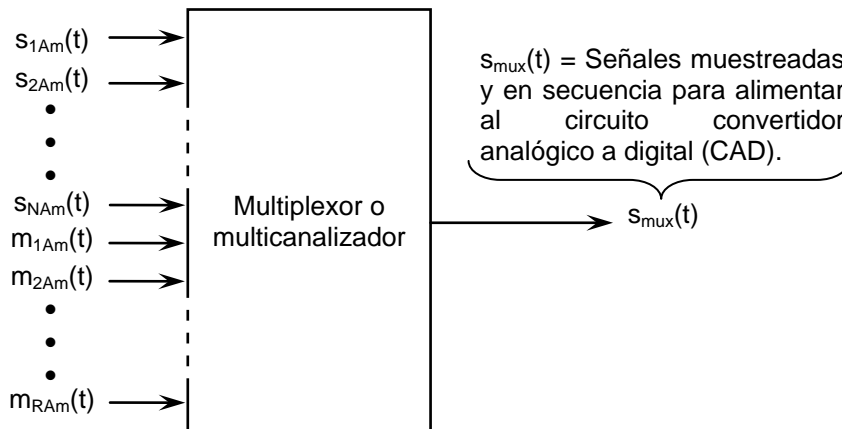 s1Am(t)
s2Am(t)
sNAm(t)
m1Am(t)
m2Am(t)
mRAm(t)
Multiplexor o
multicanalizador
smux(t) = Señales muestreadas
y en secuencia para alimentar
al circuito convertidor
analógico a digital (CAD).
smux(t)